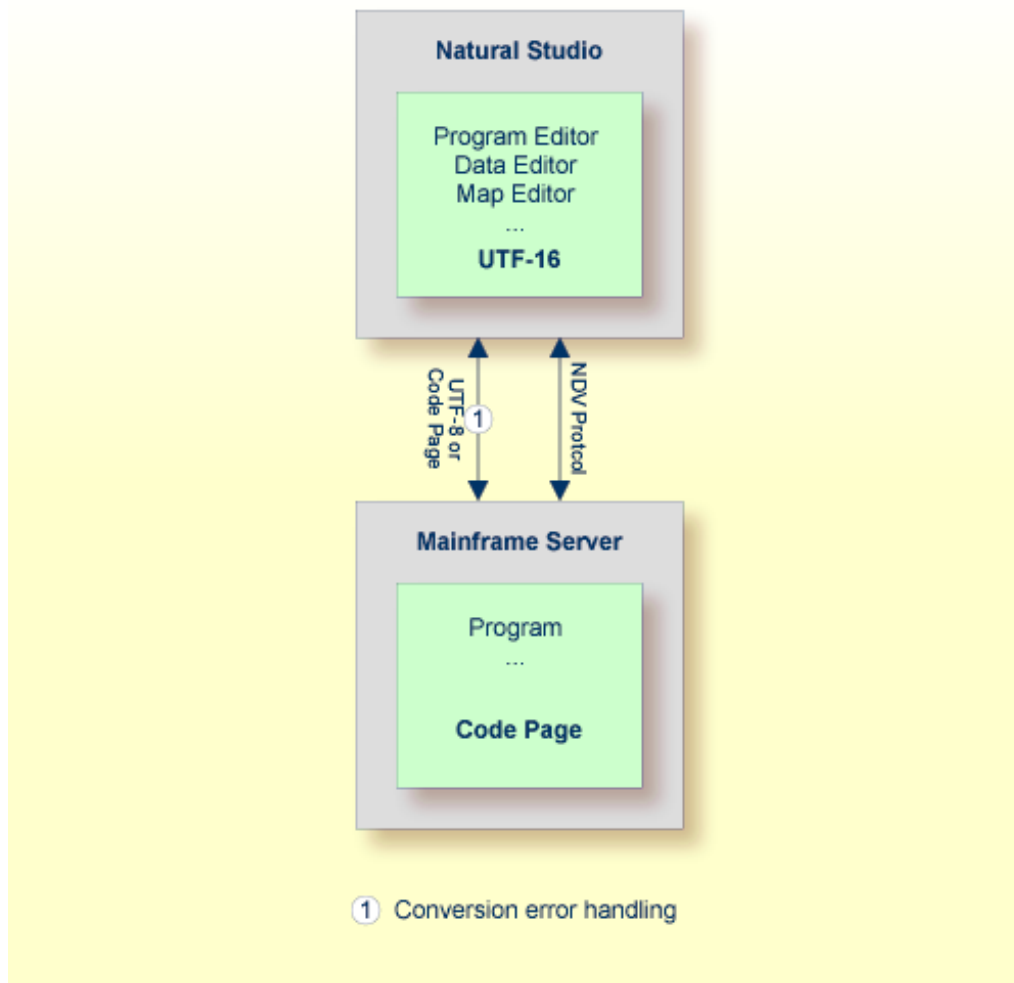 Natural Studio
Program Editor
Data Editor
Map Editor
...
UTF-16
UTF-8 or
Code Page
1
NDV Protcol
Mainframe Server
Program
...
Code Page
1 Conversion error handling